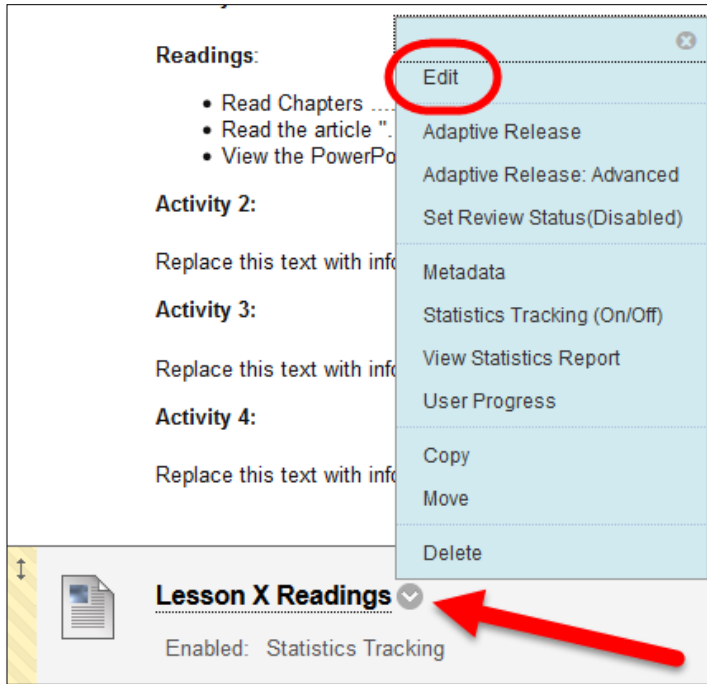 Readings:
• Read Chapters ....
• Read the article ".
• View the PowerPo
Activity 2:
Replace this text with info
Activity 3:
Replace this text with info
Activity 4:
Replace this text with info
Edit
Adaptive Release
Adaptive Release: Advanced
Set Review Status(Disabled)
Metadata
Statistics Tracking (On/Off)
View Statistics Report
User Progress
Copy
Move
Delete
Lesson X Readings
Enabled: Statistics Tracking